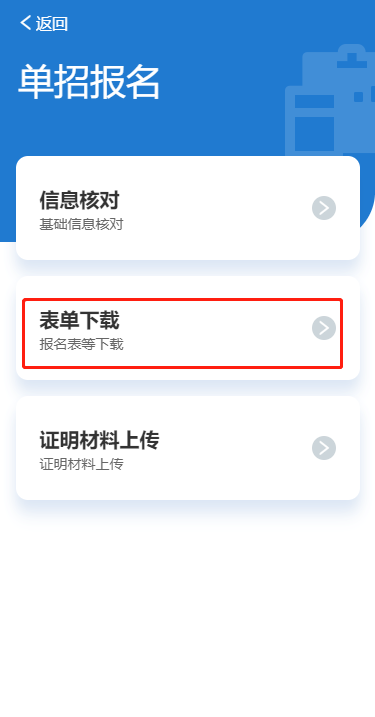 返回
单招报名
信息核对
基础信息核对
表单下载
报名表等下载
证明材料上传
证明材料上传